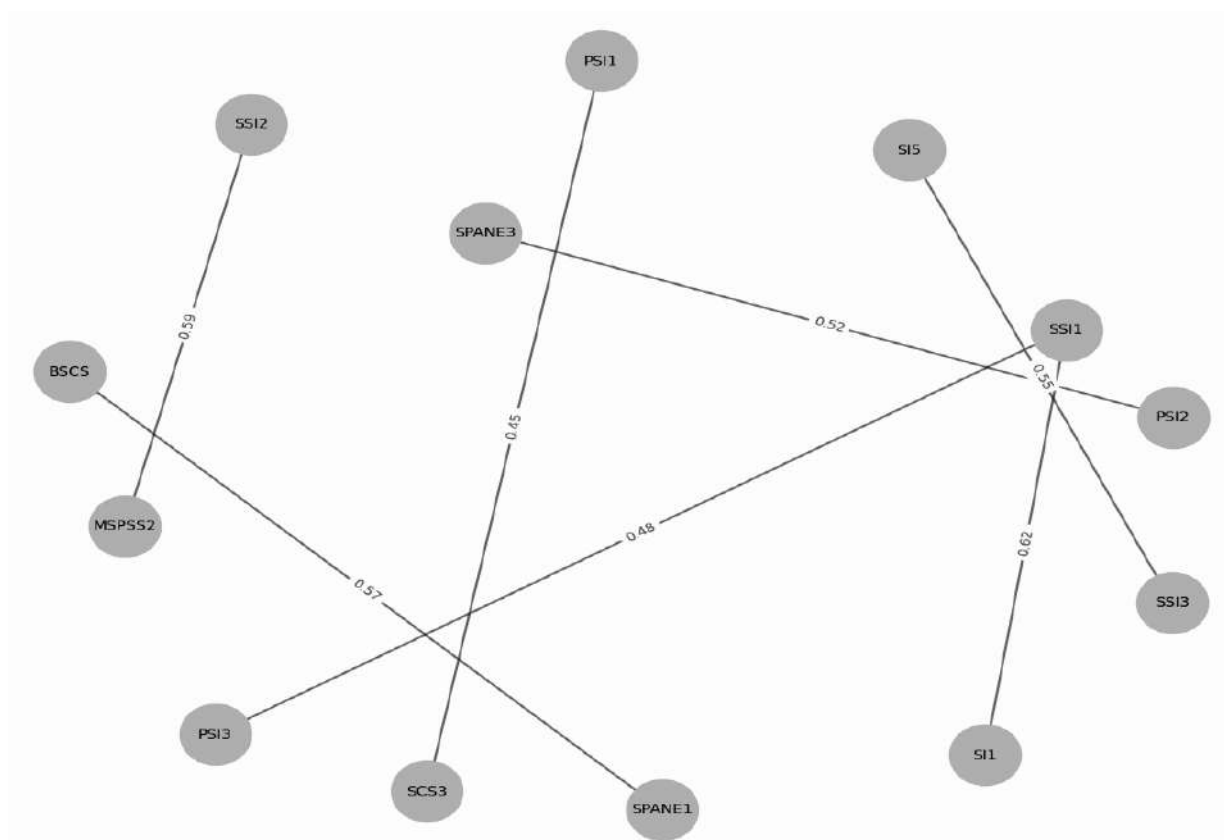 PSI1
SSI2
SI5
SPANE3
0.52
SSI1
0.59
BSCS
0.55
PSI2
0.45
MSPSS2
0.48
0.62
0.57
SSI3
PSI3
SI1
SCS3
SPANE1